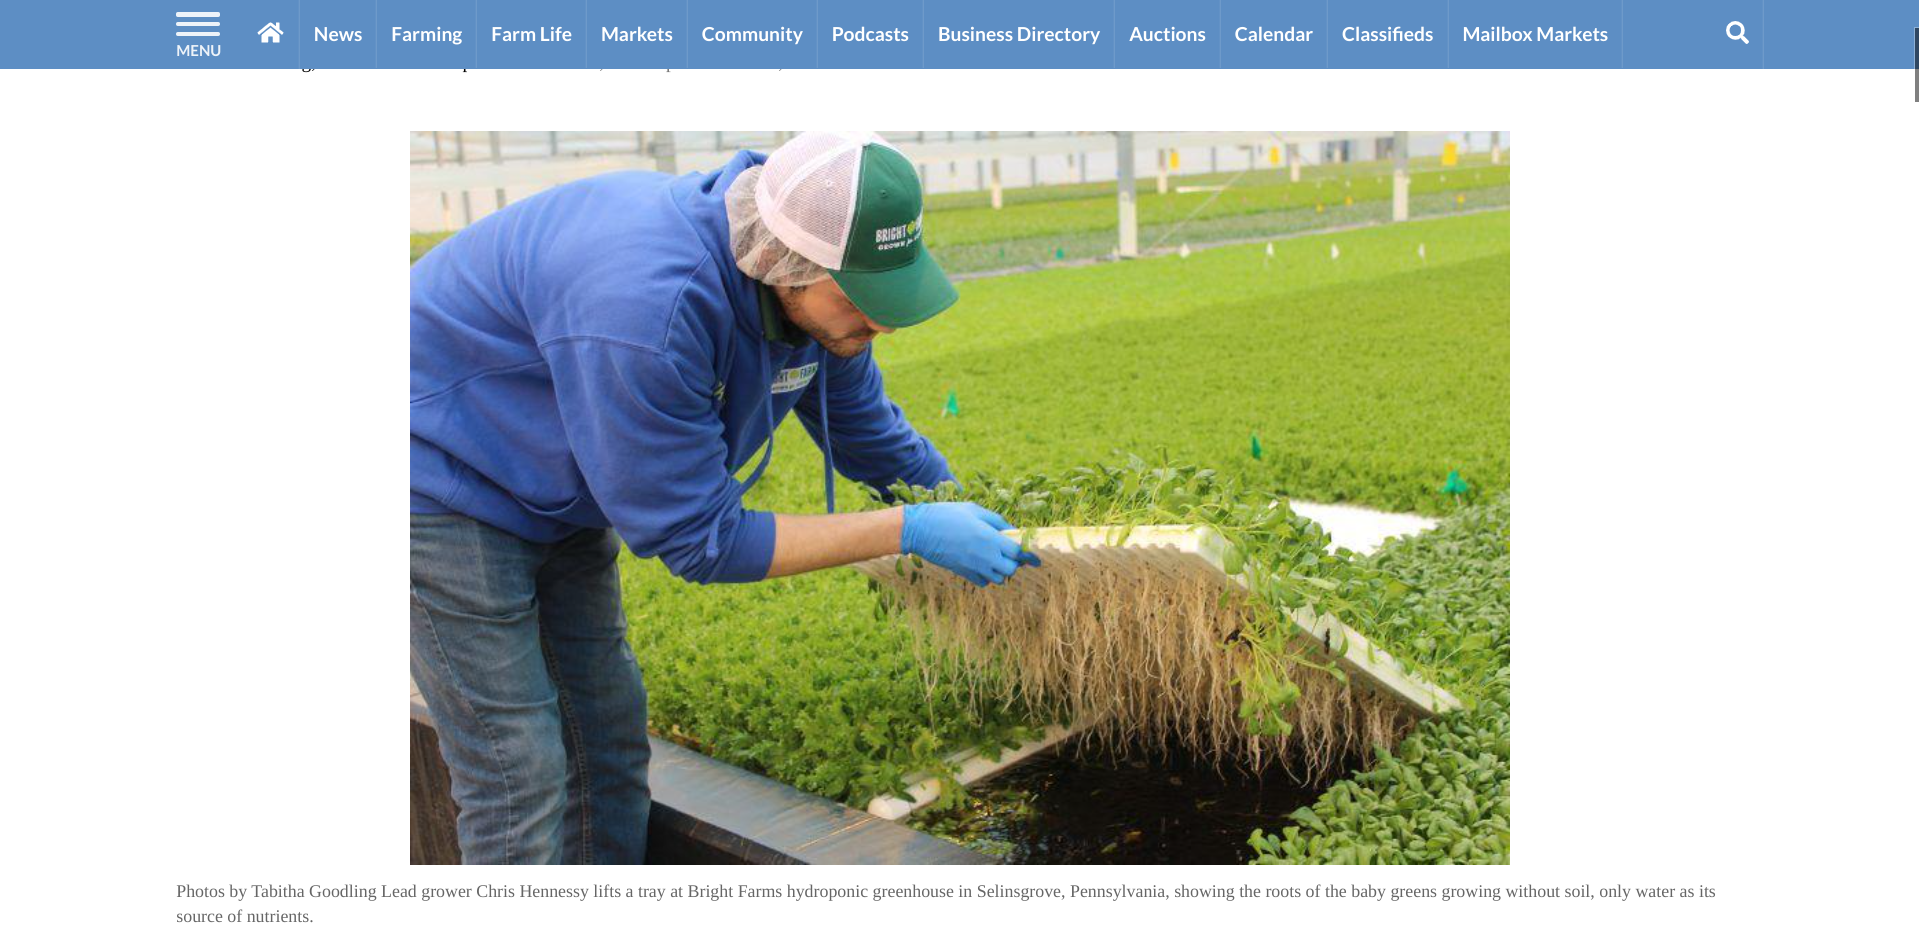 MENU
News
Farming
Farm Life
Markets
Community
Podcasts
Business Directory
Auctions
Calendar
Classifieds
Mailbox Markets
BRIGHT
GROWN
FARM
Photos by Tabitha Goodling Lead grower Chris Hennessy lifts a tray at Bright Farms hydroponic greenhouse in Selinsgrove, Pennsylvania, showing the roots of the baby greens growing without soil, only water as its
source of nutrients.